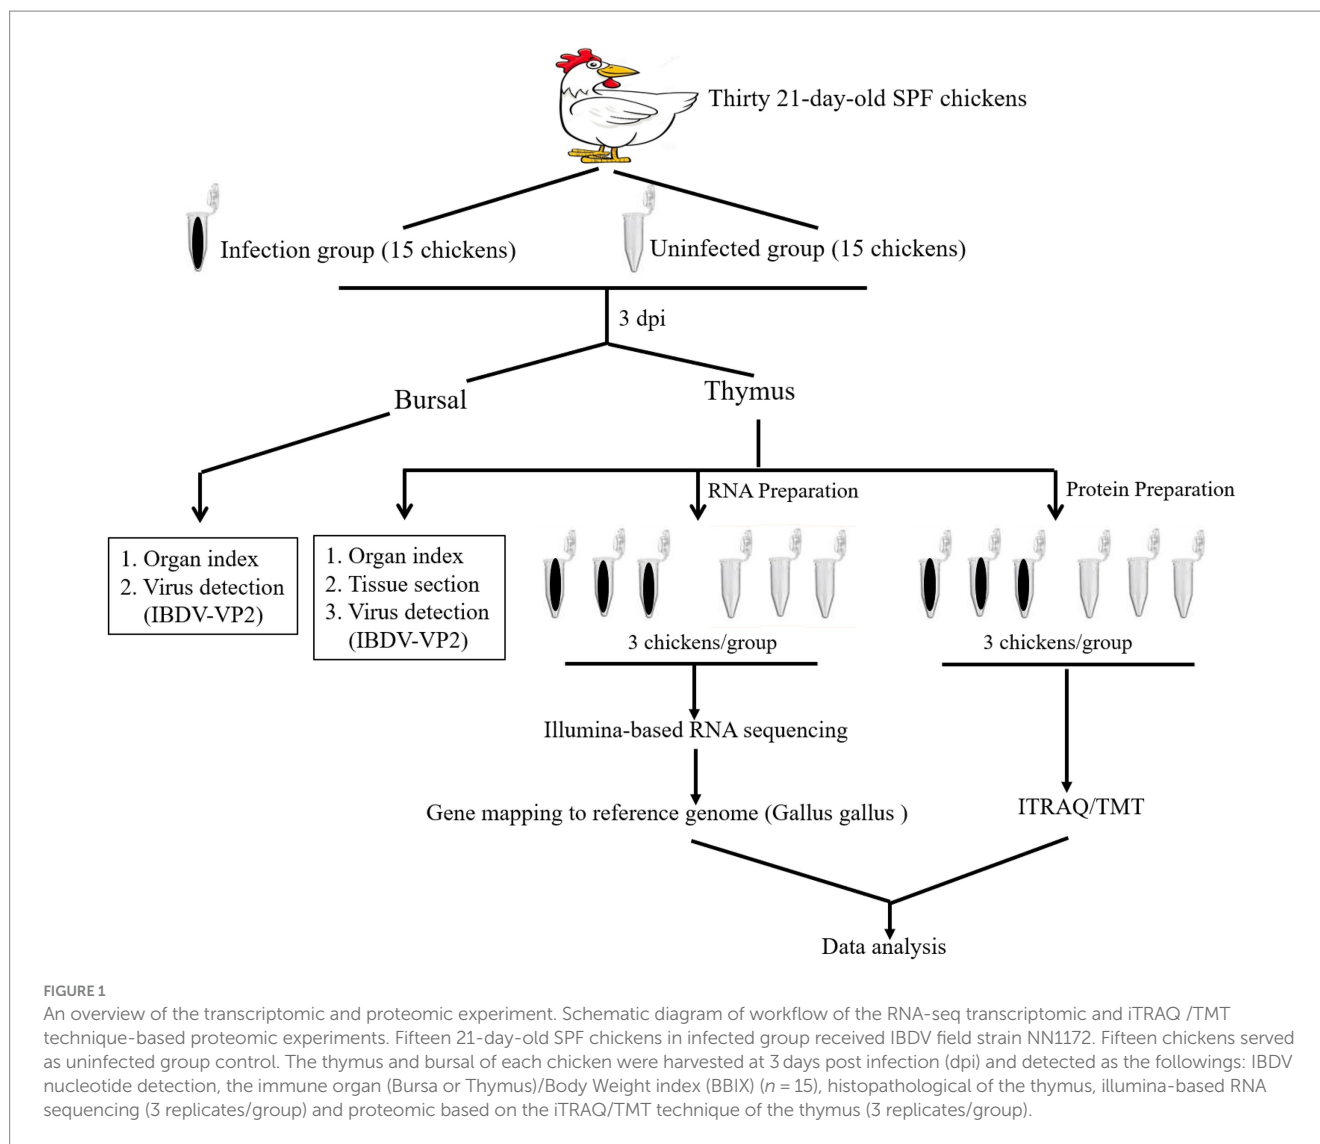 Thirty 21-day-old SPF chickens
Infection group (15 chickens)
Uninfected group (15 chickens)
3 dpi
Bursal
Thymus
RNA Preparation
Protein Preparation
1. Organ index
2. Virus detection
(IBDV-VP2)
1. Organ index
2. Tissue section
3. Virus detection
(IBDV-VP2)
3 chickens/group
3 chickens/group
Illumina-based RNA sequencing
Gene mapping to reference genome (Gallus gallus )
ITRAQ/TMT
Data analysis
FIGURE 1
An overview of the transcriptomic and proteomic experiment. Schematic diagram of workflow of the RNA-seq transcriptomic and iTRAQ /TMT
technique-based proteomic experiments. Fifteen 21-day-old SPF chickens in infected group received IBDV field strain NN1172. Fifteen chickens served
as uninfected group control. The thymus and bursal of each chicken were harvested at 3 days post infection (dpi) and detected as the followings: IBDV
nucleotide detection, the immune organ (Bursa or Thymus)/Body Weight index (BBIX) (n = 15), histopathological of the thymus, illumina-based RNA
sequencing (3 replicates/group) and proteomic based on the iTRAQ/TMT technique of the thymus (3 replicates/group).